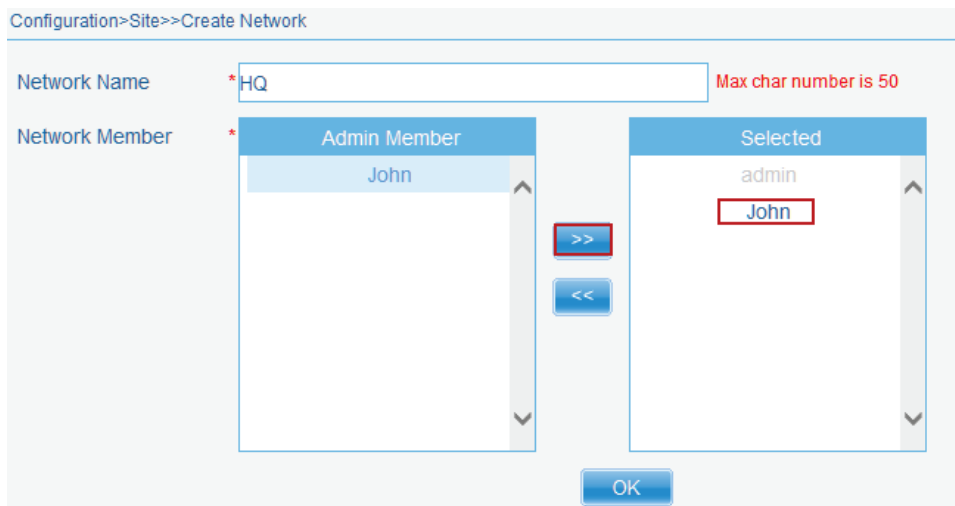 Configuration>Site>>Create Network
Network Name * HQ Max char number is 50
Network Member * Admin Member Selected
John admin
John
>>
<<
OK